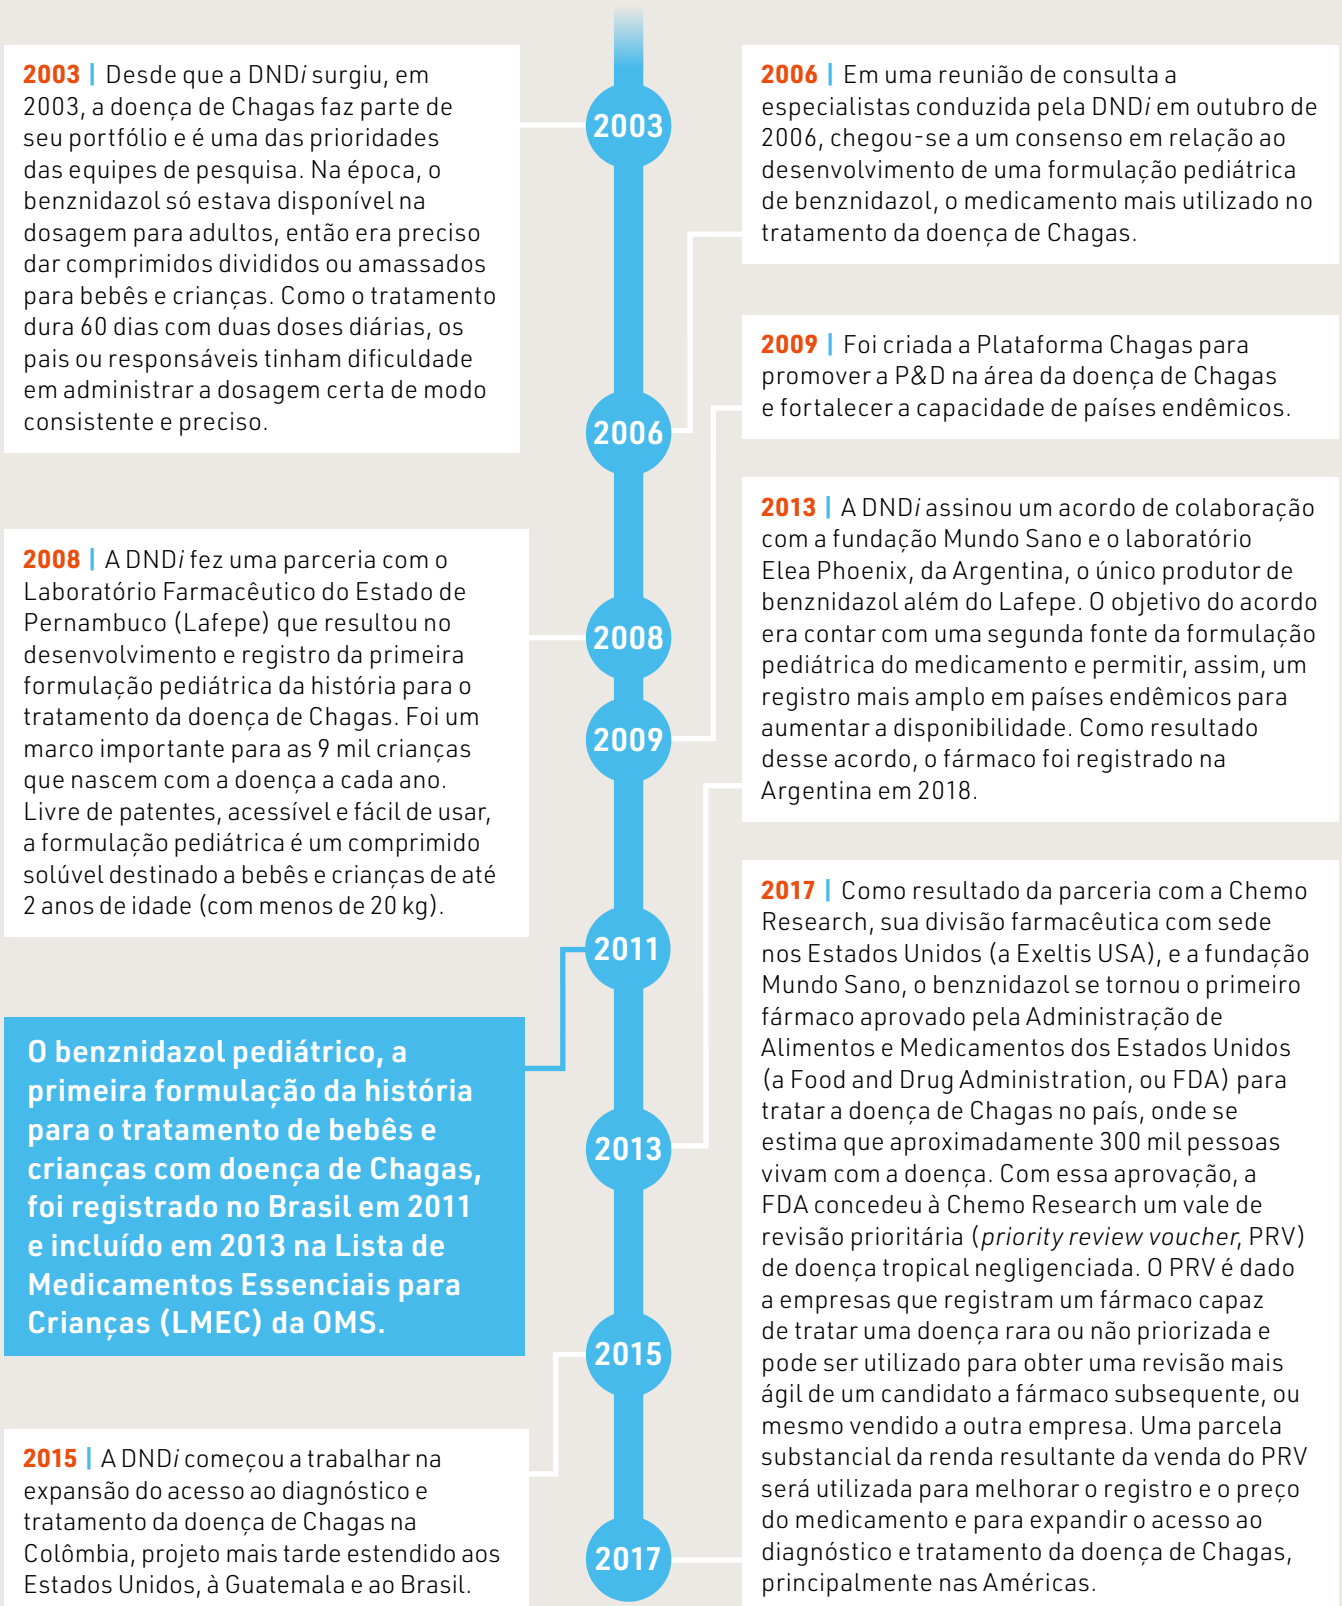 2003 | Desde que a DNDi surgiu, em
2003, a doença de Chagas faz parte de
seu portfólio e é uma das prioridades
das equipes de pesquisa. Na época, o
benznidazol só estava disponível na
dosagem para adultos, então era preciso
dar comprimidos divididos ou amassados
para bebês e crianças. Como o tratamento
dura 60 dias com duas doses diárias, os
pais ou responsáveis tinham dificuldade
em administrar a dosagem certa de modo
consistente e preciso.
2003
2006 | Em uma reunião de consulta a
especialistas conduzida pela DNDi em outubro de
2006, chegou-se a um consenso em relação ao
desenvolvimento de uma formulação pediátrica
de benznidazol, o medicamento mais utilizado no
tratamento da doença de Chagas.
2006
2008 | A DNDi fez uma parceria com o
Laboratório Farmacêutico do Estado de
Pernambuco (Lafepe) que resultou no
desenvolvimento e registro da primeira
formulação pediátrica da história para o
tratamento da doença de Chagas. Foi um
marco importante para as 9 mil crianças
que nascem com a doença a cada ano.
Livre de patentes, acessível e fácil de usar,
a formulação pediátrica é um comprimido
solúvel destinado a bebês e crianças de até
2 anos de idade (com menos de 20 kg).
2008
2009 | Foi criada a Plataforma Chagas para
promover a P&D na área da doença de Chagas
e fortalecer a capacidade de países endêmicos.
2009
O benznidazol pediátrico, a
primeira formulação da história
para o tratamento de bebês e
crianças com doença de Chagas,
foi registrado no Brasil em 2011
e incluído em 2013 na Lista de
Medicamentos Essenciais para
Crianças (LMEC) da OMS.
2011
2013 | A DNDi assinou um acordo de colaboração
com a fundação Mundo Sano e o laboratório
Elea Phoenix, da Argentina, o único produtor de
benznidazol além do Lafepe. O objetivo do acordo
era contar com uma segunda fonte da formulação
pediátrica do medicamento e permitir, assim, um
registro mais amplo em países endêmicos para
aumentar a disponibilidade. Como resultado
desse acordo, o fármaco foi registrado na
Argentina em 2018.
2013
2015 | A DNDi começou a trabalhar na
expansão do acesso ao diagnóstico e
tratamento da doença de Chagas na
Colômbia, projeto mais tarde estendido aos
Estados Unidos, à Guatemala e ao Brasil.
2015
2017 | Como resultado da parceria com a Chemo
Research, sua divisão farmacêutica com sede
nos Estados Unidos (a Exeltis USA), e a fundação
Mundo Sano, o benznidazol se tornou o primeiro
fármaco aprovado pela Administração de
Alimentos e Medicamentos dos Estados Unidos
(a Food and Drug Administration, ou FDA) para
tratar a doença de Chagas no país, onde se
estima que aproximadamente 300 mil pessoas
vivam com a doença. Com essa aprovação, a
FDA concedeu à Chemo Research um vale de
revisão prioritária (priority review voucher, PRV)
de doença tropical negligenciada. O PRV é dado
a empresas que registram um fármaco capaz
de tratar uma doença rara ou não priorizada e
pode ser utilizado para obter uma revisão mais
ágil de um candidato a fármaco subsequente, ou
mesmo vendido a outra empresa. Uma parcela
substancial da renda resultante da venda do PRV
será utilizada para melhorar o registro e o preço
do medicamento e para expandir o acesso ao
diagnóstico e tratamento da doença de Chagas,
principalmente nas Américas.
2017